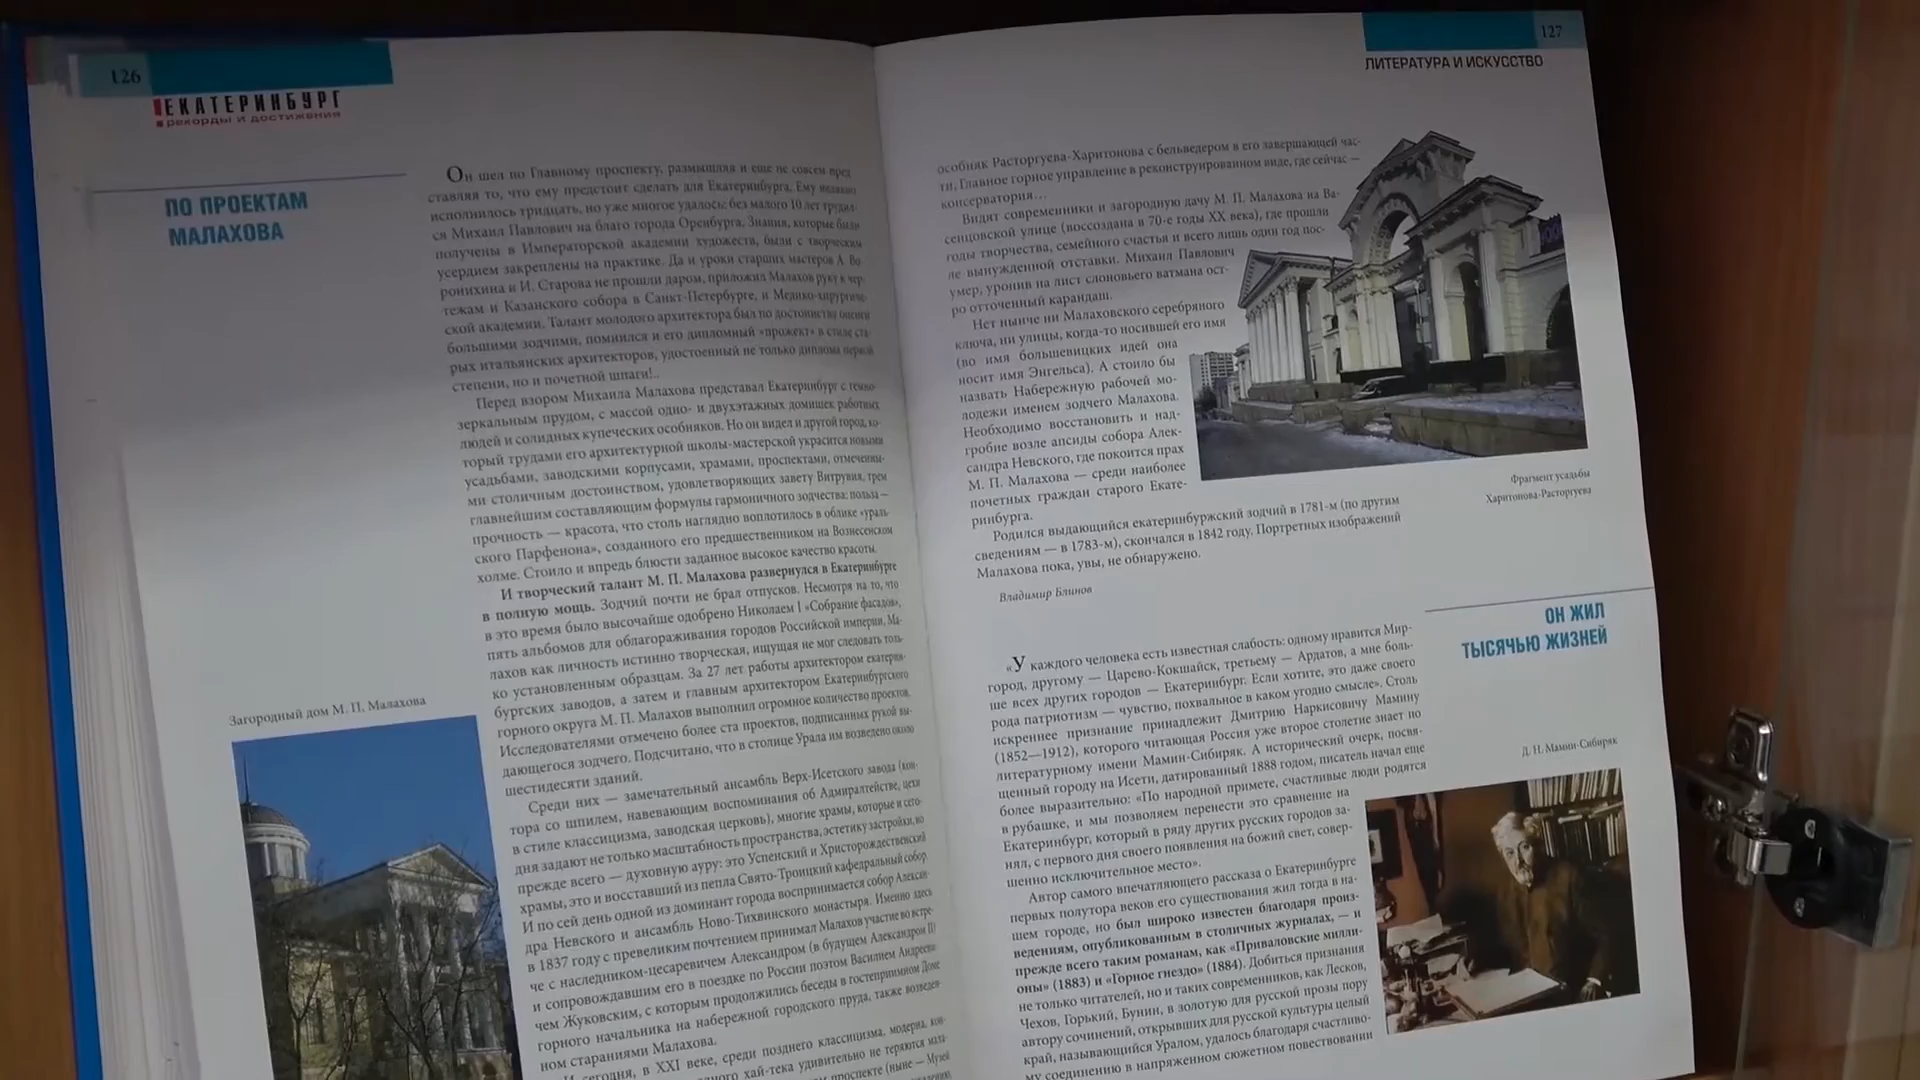 126
ЕКАТЕРИНБУРГ
рекорды и достижения
ПО ПРОЕКТАМ
МАЛАХОВА
Он шел по Главному проспекту, размышляя и еще не совсем пред
ставляя то, что ему предстоит сделать для Екатеринбурга. Ему недавно
исполнилось тридцать, но уже многое удалось: без малого 10 лет трудил-
ся Михаил Павлович на благо города Оренбурга. Знания, которые были
получены в Императорской академии художеств, были с творческим
усердием закреплены на практике. Да и уроки старших мастеров А. Во
ронихина и И. Старова не прошли даром, приложил Малахов руку к чер-
тежам и Казанского собора в Санкт-Петербурге, и Медико-хирургиче-
ской академии. Талант молодого архитектора был по достоинству оценен
большими зодчими, помнился и его дипломный «прожект» в стиле ста-
рых итальянских архитекторов, удостоенный не только диплома первой
степени, но и почетной шпаги!..
Перед взором Михаила Малахова представал Екатеринбург с
зеркальным прудом, с массой одно- и двухэтажных домишек работных
людей и солидных купеческих особняков. Но он видел и другой город, ко-
торый трудами его архитектурной школы-мастерской украсится новыми
усадьбами, заводскими корпусами, храмами, проспектами, отмеченны-
ми столичным достоинством, удовлетворяющих завету Витрувия, трем
главнейшим составляющим формулы гармоничного зодчества: польза —
прочность — красота, что столь наглядно воплотилось в облике «ураль-
ского Парфенона», созданного его предшественником на Вознесенском
холме. Стоило и впредь блюсти заданное высокое качество красоты.
И творческий талант М. П. Малахова развернулся в Екатеринбурге
в полную мощь. Зодчий почти не брал отпусков. Несмотря на то, что
в это время было высочайше одобрено Николаем I «Собрание фасадов»,
пять альбомов для облагораживания городов Российской империи, Ма-
лахов как личность истинно творческая, ищущая не мог следовать толь-
ко установленным образцам. За 27 лет работы архитектором екатерин-
бургских заводов, а затем и главным архитектором Екатеринбургского
горного округа М. П. Малахов выполнил огромное количество проектов.
Исследователями отмечено более ста проектов, подписанных рукой вы-
дающегося зодчего. Подсчитано, что в столице Урала им возведено около
шестидесяти зданий.
Среди них — замечательный ансамбль Верх-Исетского завода (кон-
тора со шпилем, навевающим воспоминания об Адмиралтействе, цеха
в стиле классицизма, заводская церковь), многие храмы, которые и сего-
дня задают не только масштабность пространства, эстетику застройки, но
прежде всего — духовную ауру: это Успенский и Христорождественский
храмы, это и восставший из пепла Свято-Троицкий кафедральный собор.
И по сей день одной из доминант города воспринимается собор Алексан-
дра Невского и ансамбль Ново-Тихвинского монастыря. Именно здесь
в 1837 году с превеликим почтением принимал Малахов участие во встре-
че с наследником-цесаревичем Александром (в будущем Александром II)
и сопровождавшим его в поездке по России поэтом Василием Андрееви-
чем Жуковским, с которым продолжились беседы в гостеприимном Доме
горного начальника на набережной городского пруда, также возведен-
ном стараниями Малахова.
И сегодня, в XXI веке, среди позднего классицизма, модерна, кон-
хай-тека удивительно не теряются мала-
проспекте (ныне — Музей
Загородный дом М. П. Малахова
127
ЛИТЕРАТУРА И ИСКУССТВО
особняк Расторгуева-Харитонова с бельведером в его завершающей час-
ти, Главное горное управление в реконструированном виде, где сейчас —
консерватория…
Видят современники и загородную дачу М. П. Малахова на Ва-
сенцовской улице (воссоздана в 70-е годы XX века), где прошли
годы творчества, семейного счастья и всего лишь один год пос-
ле вынужденной отставки. Михаил Павлович
умер, уронив на лист слоновьего ватмана ост-
ро отточенный карандаш.
Нет нынче ни Малаховского серебряного
ключа, ни улицы, когда-то носившей его имя
(во имя большевицких идей она
носит имя Энгельса). А стоило бы
назвать Набережную рабочей мо-
лодежи именем зодчего Малахова.
Необходимо восстановить и над-
гробие возле апсиды собора Алек-
сандра Невского, где покоится прах
М. П. Малахова — среди наиболее
почетных граждан старого Екате-
ринбурга.
Родился выдающийся екатеринбуржский зодчий в 1781-м (по другим
сведениям — в 1783-м), скончался в 1842 году. Портретных изображений
Малахова пока, увы, не обнаружено.
Владимир Блинов
Фрагмент усадьбы
Харитонова-Расторгуева
ОН ЖИЛ
ТЫСЯЧЬЮ ЖИЗНЕЙ
«У каждого человека есть известная слабость: одному нравится Мир-
город, другому — Царево-Кокшайск, третьему — Ардатов, а мне боль-
ше всех других городов — Екатеринбург. Если хотите, это даже своего
рода патриотизм — чувство, похвальное в каком угодно смысле». Столь
искреннее признание принадлежит Дмитрию Наркисовичу Мамину
(1852—1912), которого читающая Россия уже второе столетие знает по
литературному имени Мамин-Сибиряк. А исторический очерк, посвя-
щенный городу на Исети, датированный 1888 годом, писатель начал еще
более выразительно: «По народной примете, счастливые люди родятся
в рубашке, и мы позволяем перенести это сравнение на
Екатеринбург, который в ряду других русских городов за-
нял, с первого дня своего появления на божий свет, совер-
шенно исключительное место».
Автор самого впечатляющего рассказа о Екатеринбурге
первых полутора веков его существования жил тогда в на-
шем городе, но был широко известен благодаря произ-
ведениям, опубликованным в столичных журналах, — и
прежде всего таким романам, как «Приваловские милли-
оны» (1883) и «Горное гнездо» (1884). Добиться признания
не только читателей, но и таких современников, как Лесков,
Чехов, Горький, Бунин, в золотую для русской прозы пору
автору сочинений, открывших для русской культуры целый
край, называющийся Уралом, удалось благодаря счастливо-
му соединению в напряженном сюжетном повествовании
Д. Н. Мамин-Сибиряк